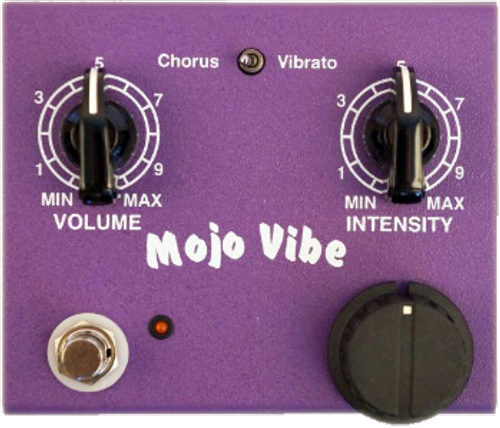 Chorus Vibrato
5
3 7
1 9
MIN MAX
VOLUME
5
3 7
1 9
MIN MAX
INTENSITY
Mojo Vibe